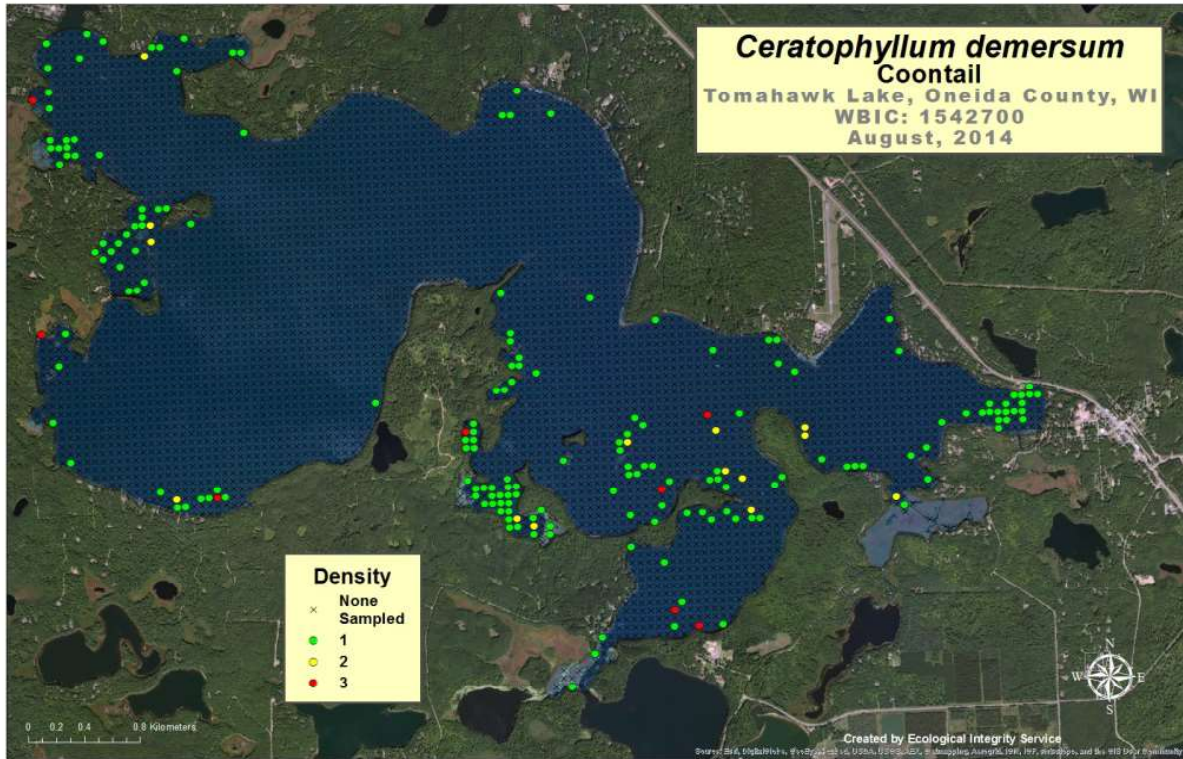 Ceratophyllum demersum
Coontail
Tomahawk Lake, Oneida County, WI
WBIC: 1542700
August, 2014
Density
None
Sampled
1
2
3
N
W E
S
0 0.2 0.4 0.8 Kilometers
Created by Ecological Integrity Service